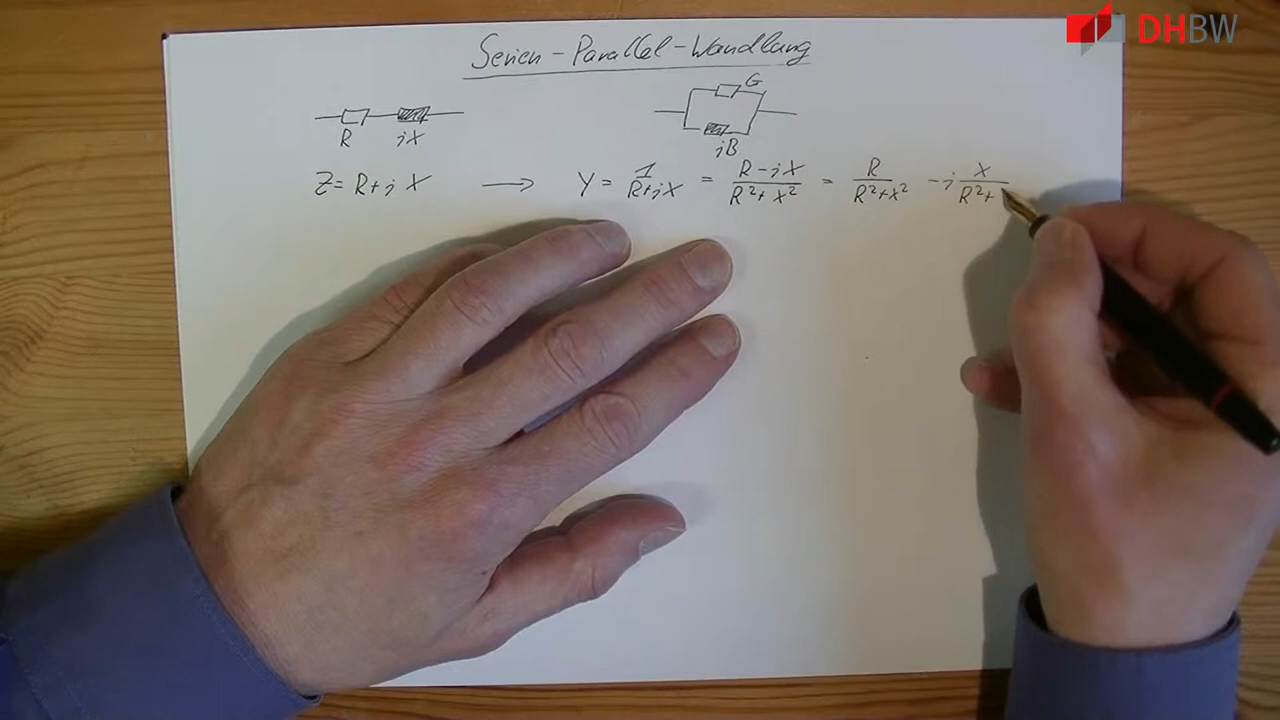 DHBW
Serien-Parallel-Wandlung
G
R jX
jB
Z = R + j X → Y = 1/(R+jX) = (R-jX)/(R²+X²) = R/(R²+X²) - j X/(R²+